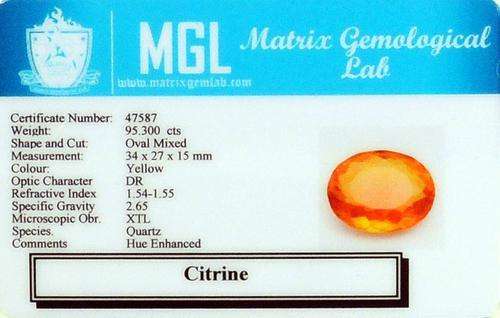 MGL
Matrix Gemological
Lab
www.matrixgemlab.com
Certificate Number: 47587
Weight: 95.300 cts
Shape and Cut: Oval Mixed
Measurement: 34 x 27 x 15 mm
Colour: Yellow
Optic Character DR
Refractive Index 1.54-1.55
Specific Gravity 2.65
Microscopic Obr. XTL
Species. Quartz
Comments Hue Enhanced
Citrine